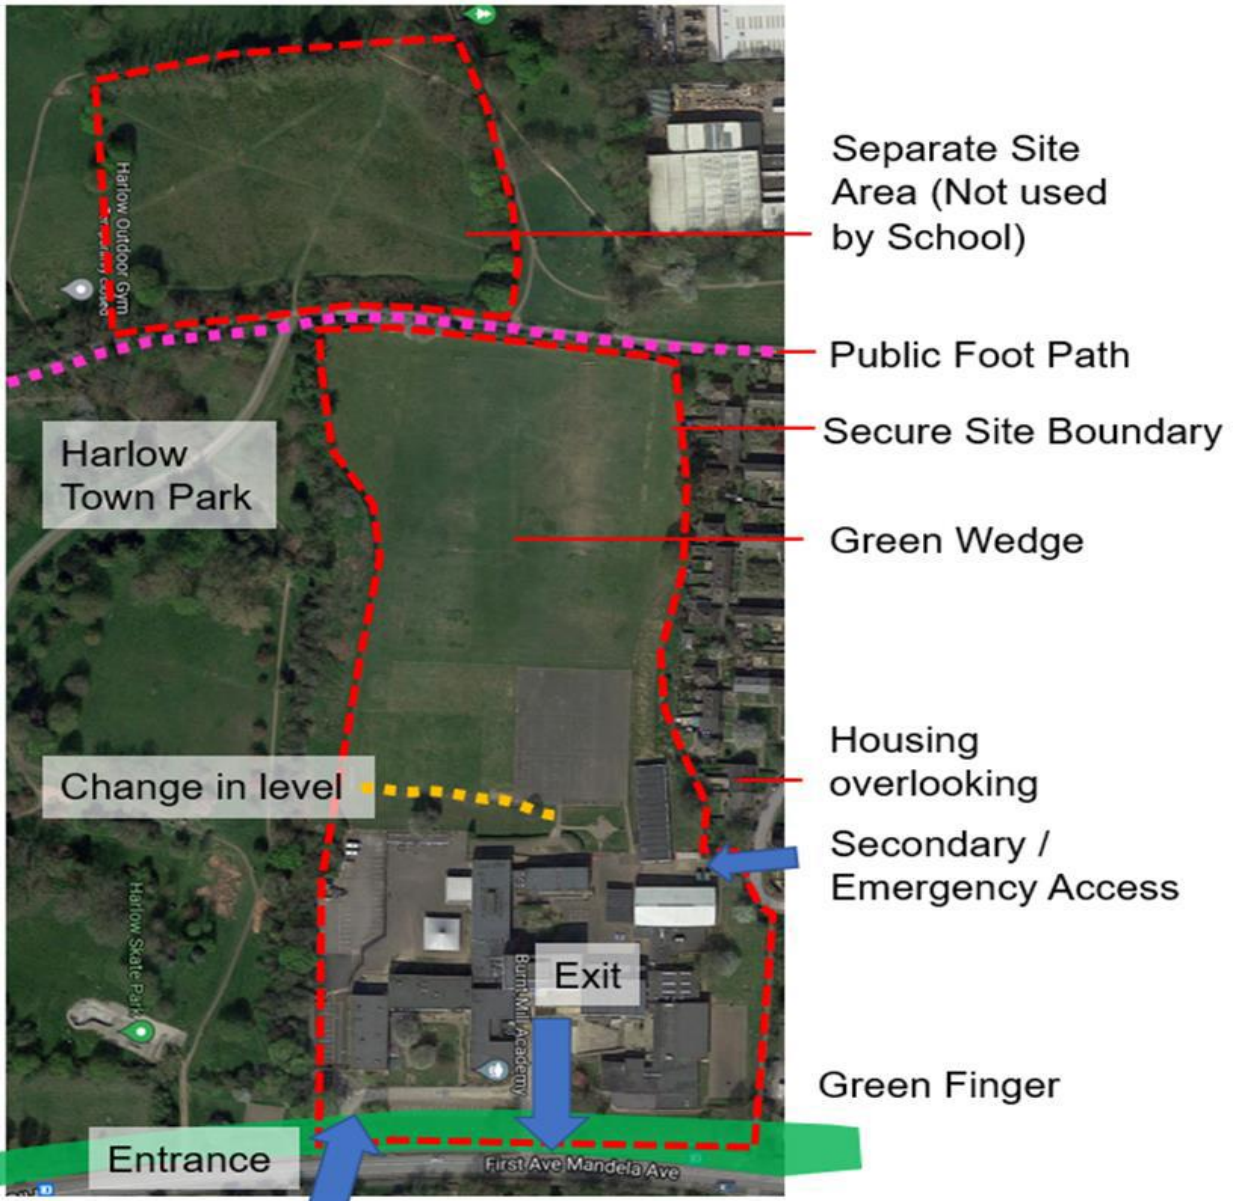 Separate Site
Area (Not used
by School)
Harlow Outdoor Gym
Public Foot Path
Secure Site Boundary
Harlow
Town Park
Green Wedge
Housing
overlooking
Change in level
Secondary /
Emergency Access
Harlow Skate Park
Exit
Burnt Mill Academy
Green Finger
Entrance
First Ave Mandela Ave